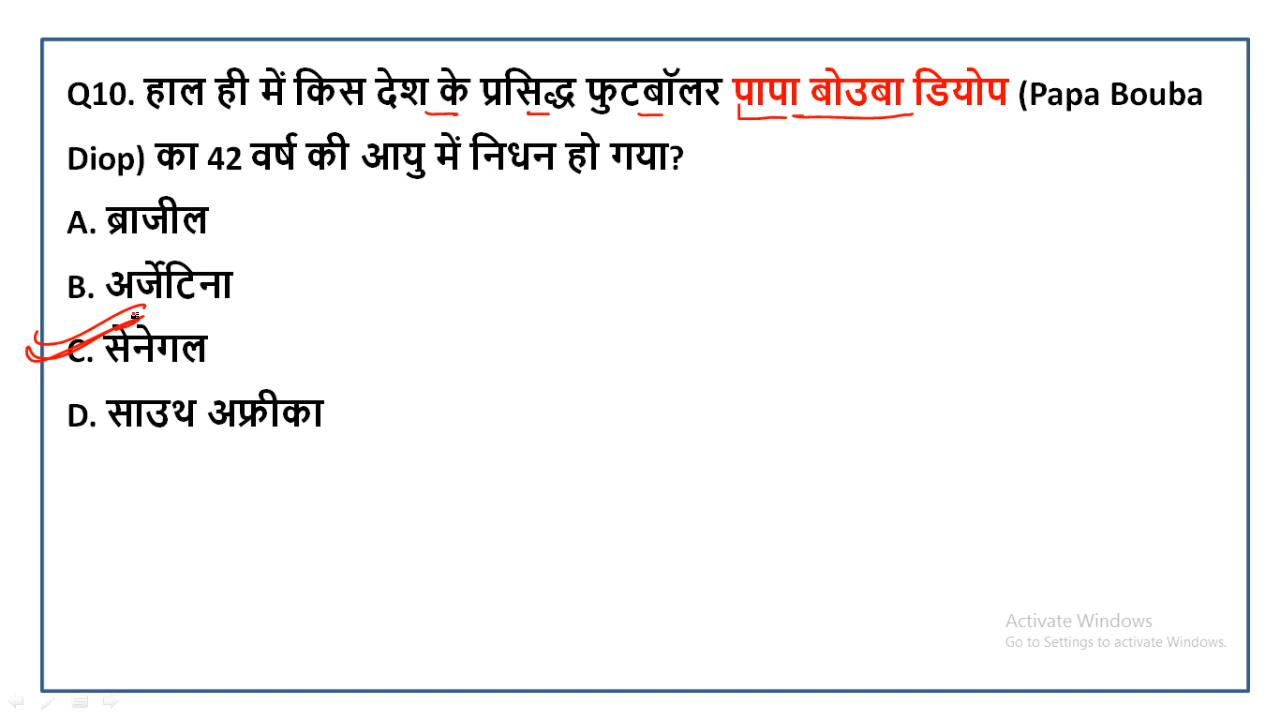 Q10. हाल ही में किस देश के प्रसिद्ध फुटबॉलर पापा बोउबा डियोप (Papa Bouba
Diop) का 42 वर्ष की आयु में निधन हो गया?
A. ब्राजील
B. अर्जेटिना
C. सेनेगल
D. साउथ अफ्रीका
Activate Windows
Go to Settings to activate Windows.